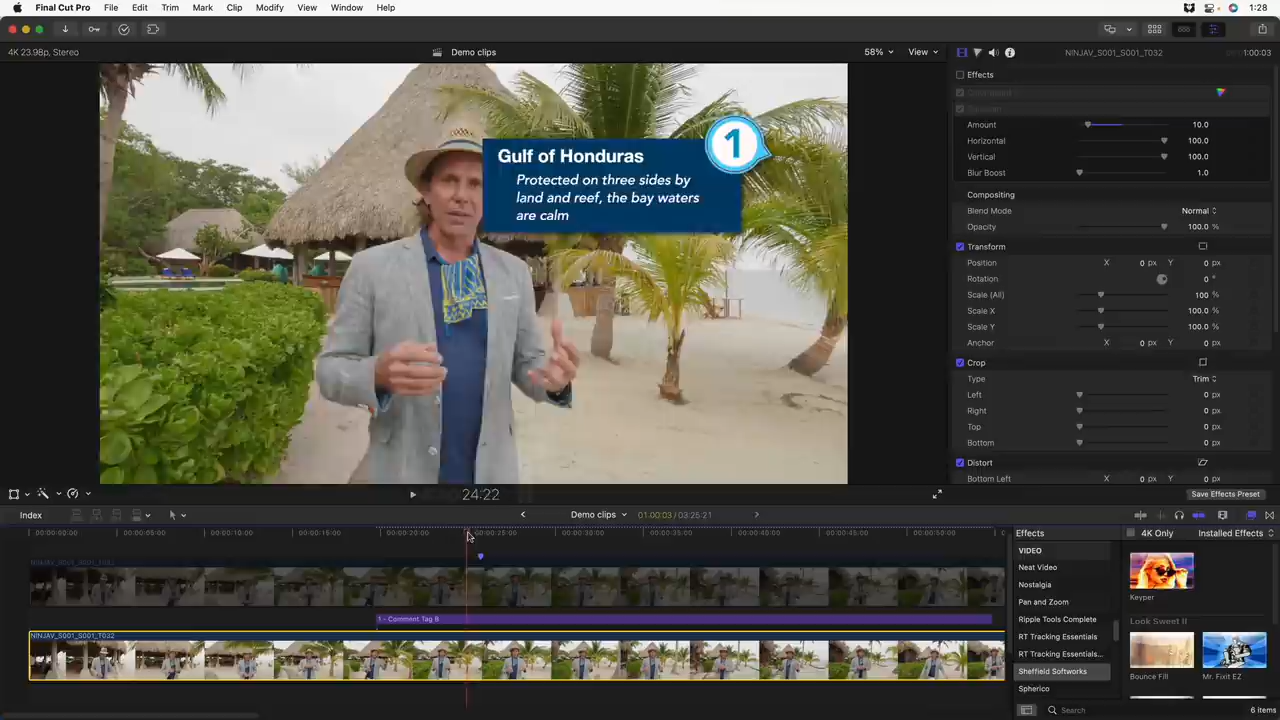 Final Cut Pro File Edit Trim Mark Clip Modify View Window Help 1:28
4K 23.98p, Stereo Demo clips 58% View NINJAV_S001_S001_T032 1:00:03
Effects
Amount 10.0
Horizontal 100.0
Vertical 100.0
Blur Boost 1.0
Compositing
Blend Mode Normal
Opacity 100.0 %
Transform
Position X 0 px Y 0 px
Rotation 0 °
Scale (All) 100 %
Scale X 100.0 %
Scale Y 100.0 %
Anchor X 0 px Y 0 px
Crop
Type Trim
Left 0 px
Right 0 px
Top 0 px
Bottom 0 px
Distort
Bottom Left X 0 px Y 0 px
Save Effects Preset
1
Gulf of Honduras
Protected on three sides by
land and reef, the bay waters
are calm
24:22
Index Demo clips 01:00:03 / 03:25:21
00:00:00:00 00:00:05:00 00:00:10:00 00:00:15:00 00:00:20:00 00:00:25:00 00:00:30:00 00:00:35:00 00:00:40:00 00:00:45:00 00:00:50:00
1 - Comment Tag B
NINJAV_S001_S001_T032
Effects 4K Only Installed Effects
VIDEO
Neat Video
Nostalgia
Pan and Zoom
Ripple Tools Complete
RT Tracking Essentials
RT Tracking Essentials...
Sheffield Softworks
Spherico
Keyper
Look Sweet II
Bounce Fill Mr. Fixit EZ
Search 6 items